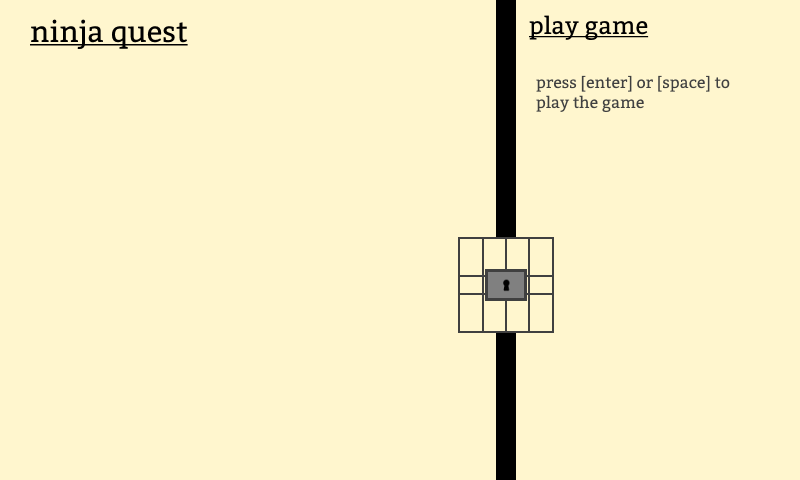 ninja quest
play game
press [enter] or [space] to
play the game